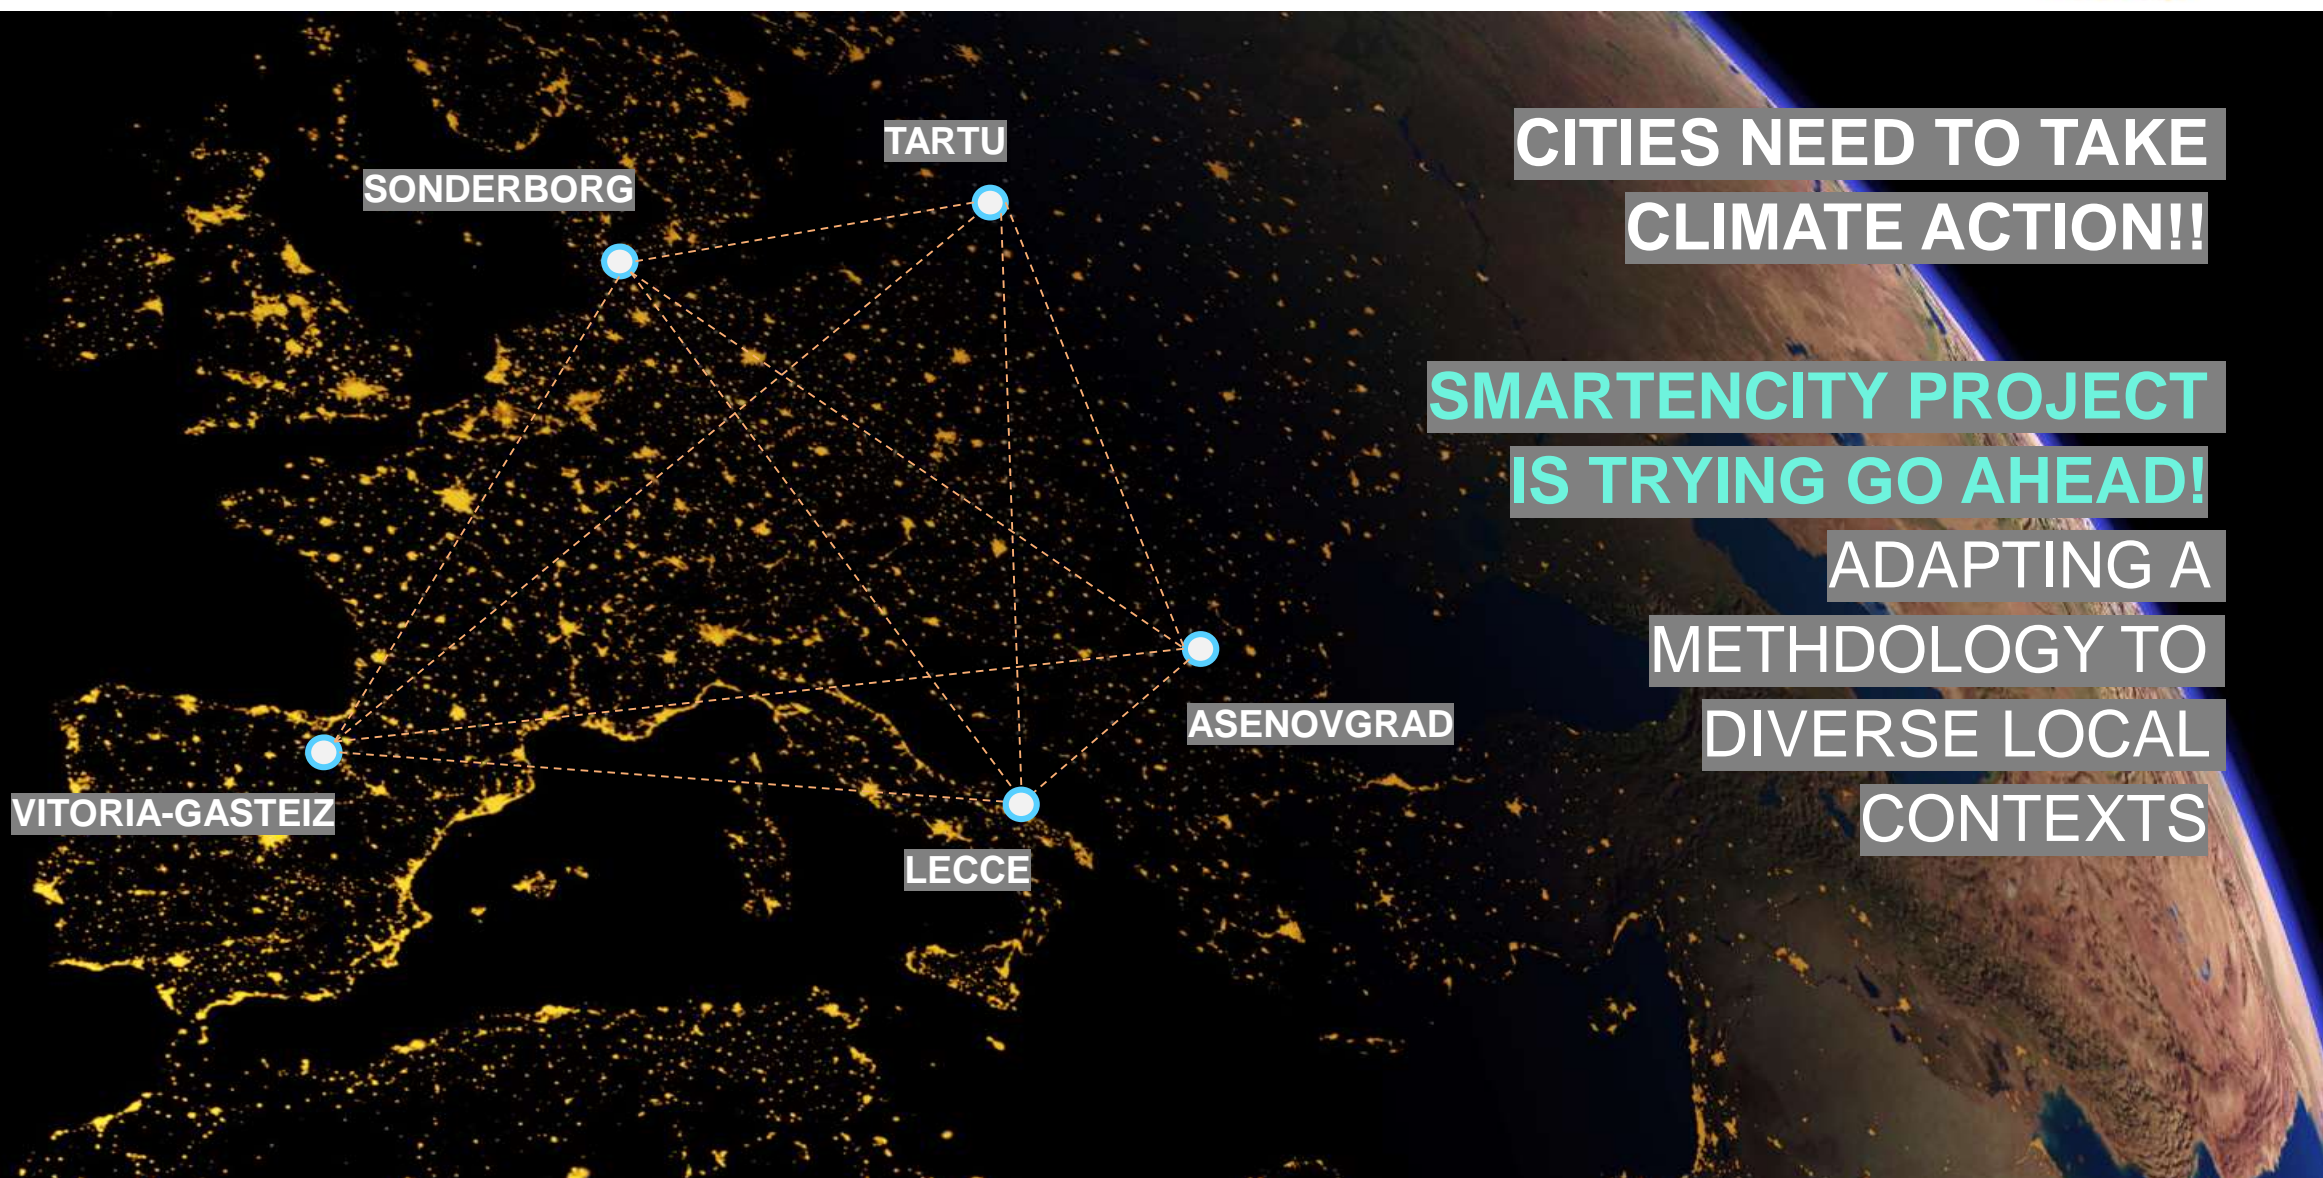 TARTU
SONDERBORG
ASENOVGRAD
VITORIA-GASTEIZ
LECCE
CITIES NEED TO TAKE
CLIMATE ACTION!!
SMARTENCITY PROJECT
IS TRYING GO AHEAD!
ADAPTING A
METHDOLOGY TO
DIVERSE LOCAL
CONTEXTS